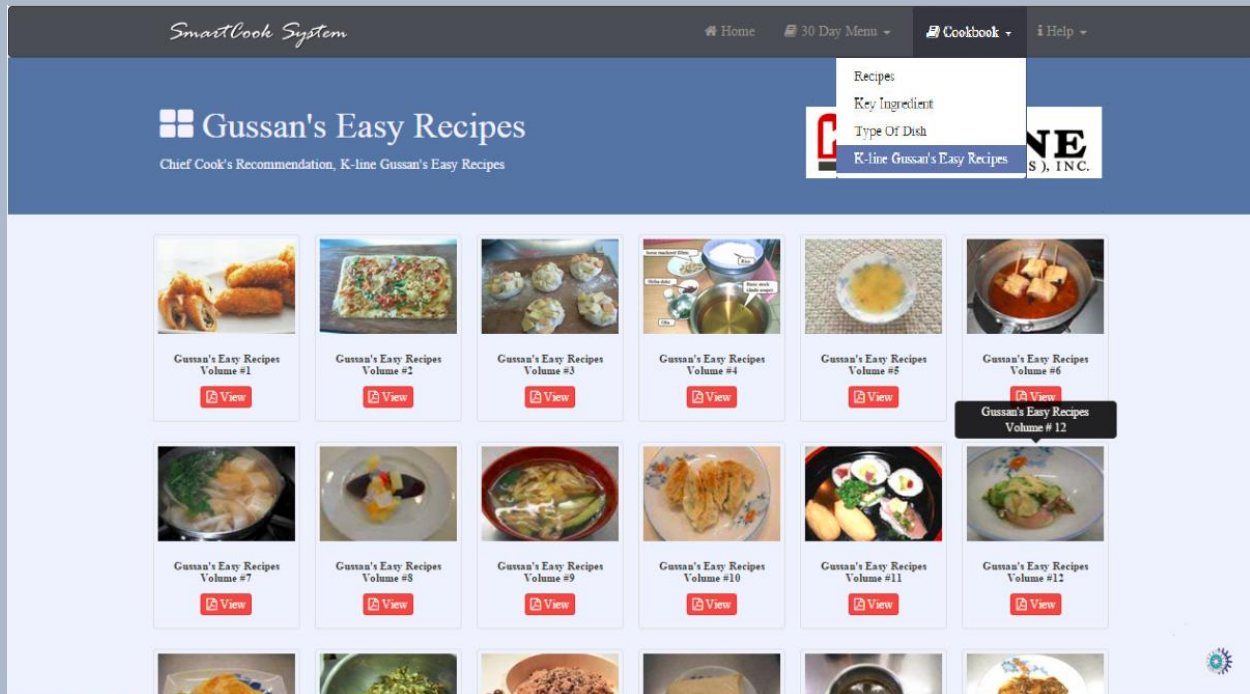 SmartCook System
Home
30 Day Menu
Cookbook
Help
Recipes
Key Ingredient
Type Of Dish
K-line Gussan's Easy Recipes
Gussan's Easy Recipes
Chief Cook's Recommendation, K-line Gussan's Easy Recipes
NE
S ), INC.
Some mackerel fillets
Rice
Gussan's Easy Recipes
Volume #1
View
Gussan's Easy Recipes
Volume #2
View
Gussan's Easy Recipes
Volume #3
View
Gussan's Easy Recipes
Volume #4
View
Gussan's Easy Recipes
Volume #5
View
Gussan's Easy Recipes
Volume #6
View
Gussan's Easy Recipes
Volume # 12
Gussan's Easy Recipes
Volume #7
View
Gussan's Easy Recipes
Volume #8
View
Gussan's Easy Recipes
Volume #9
View
Gussan's Easy Recipes
Volume #10
View
Gussan's Easy Recipes
Volume #11
View
Gussan's Easy Recipes
Volume #12
View